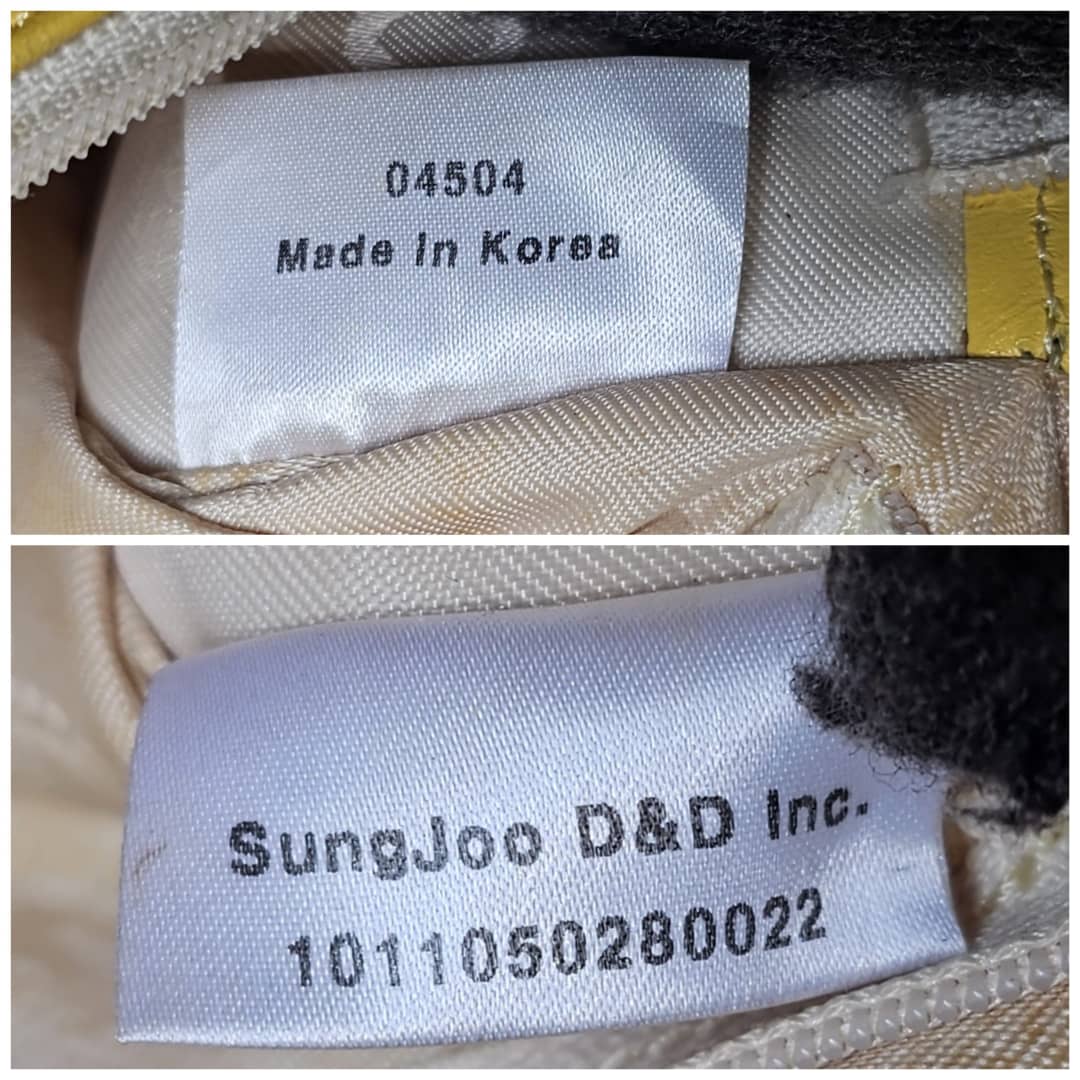 04504
Made in Korea
SungJoo D&D Inc.
1011050280022